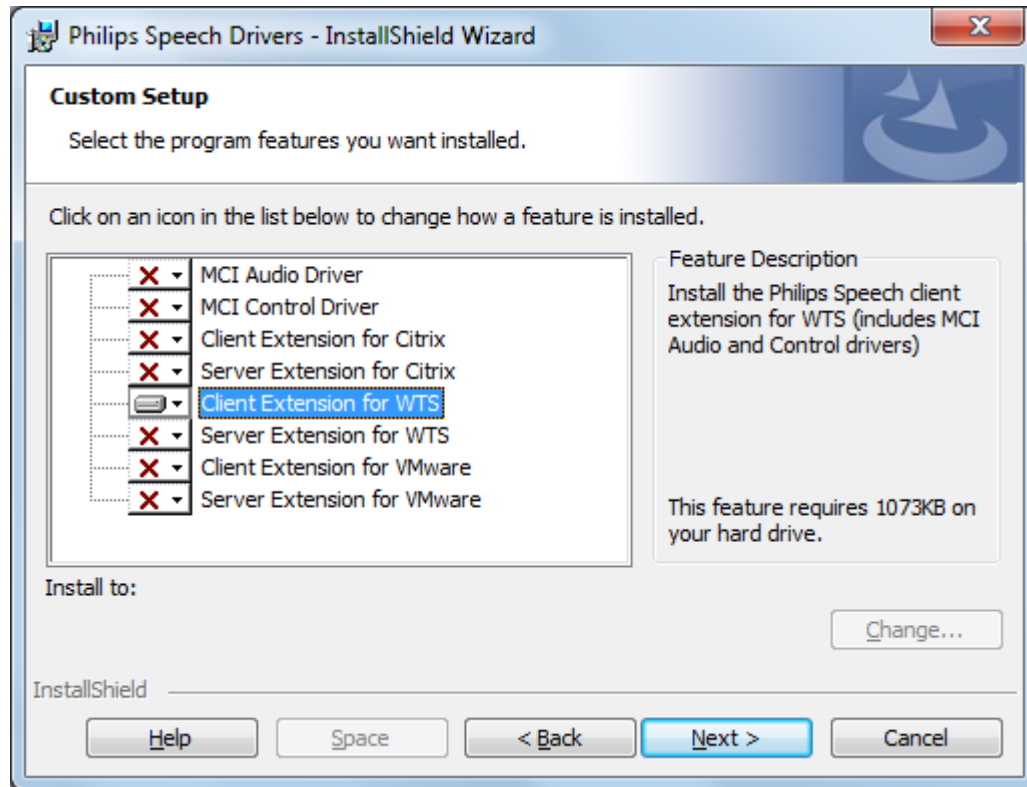 Philips Speech Drivers - InstallShield Wizard
Custom Setup
Select the program features you want installed.
Click on an icon in the list below to change how a feature is installed.
MCI Audio Driver
MCI Control Driver
Client Extension for Citrix
Server Extension for Citrix
Client Extension for WTS
Server Extension for WTS
Client Extension for VMware
Server Extension for VMware
Feature Description
Install the Philips Speech client
extension for WTS (includes MCI
Audio and Control drivers)
This feature requires 1073KB on
your hard drive.
Install to:
Change...
InstallShield
Help
Space
< Back
Next >
Cancel